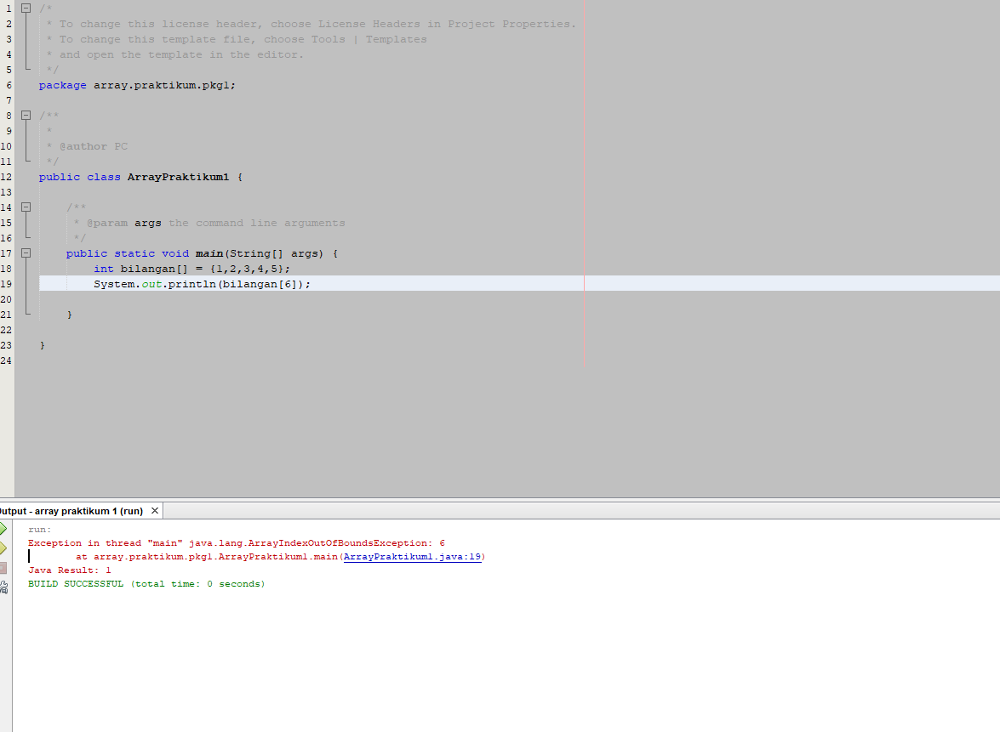 1 /*
2 * To change this license header, choose License Headers in Project Properties.
3 * To change this template file, choose Tools | Templates
4 * and open the template in the editor.
5 */
6 package array.praktikum.pkg1;
7
8 /**
9 *
10 * @author PC
11 */
12 public class ArrayPraktikum1 {
13
14 /**
15 * @param args the command line arguments
16 */
17 public static void main(String[] args) {
18 int bilangan[] = {1,2,3,4,5};
19 System.out.println(bilangan[6]);
20
21 }
22
23 }
24
Output - array praktikum 1 (run) ×
run:
Exception in thread "main" java.lang.ArrayIndexOutOfBoundsException: 6
at array.praktikum.pkg1.ArrayPraktikum1.main(ArrayPraktikum1.java:19)
Java Result: 1
BUILD SUCCESSFUL (total time: 0 seconds)